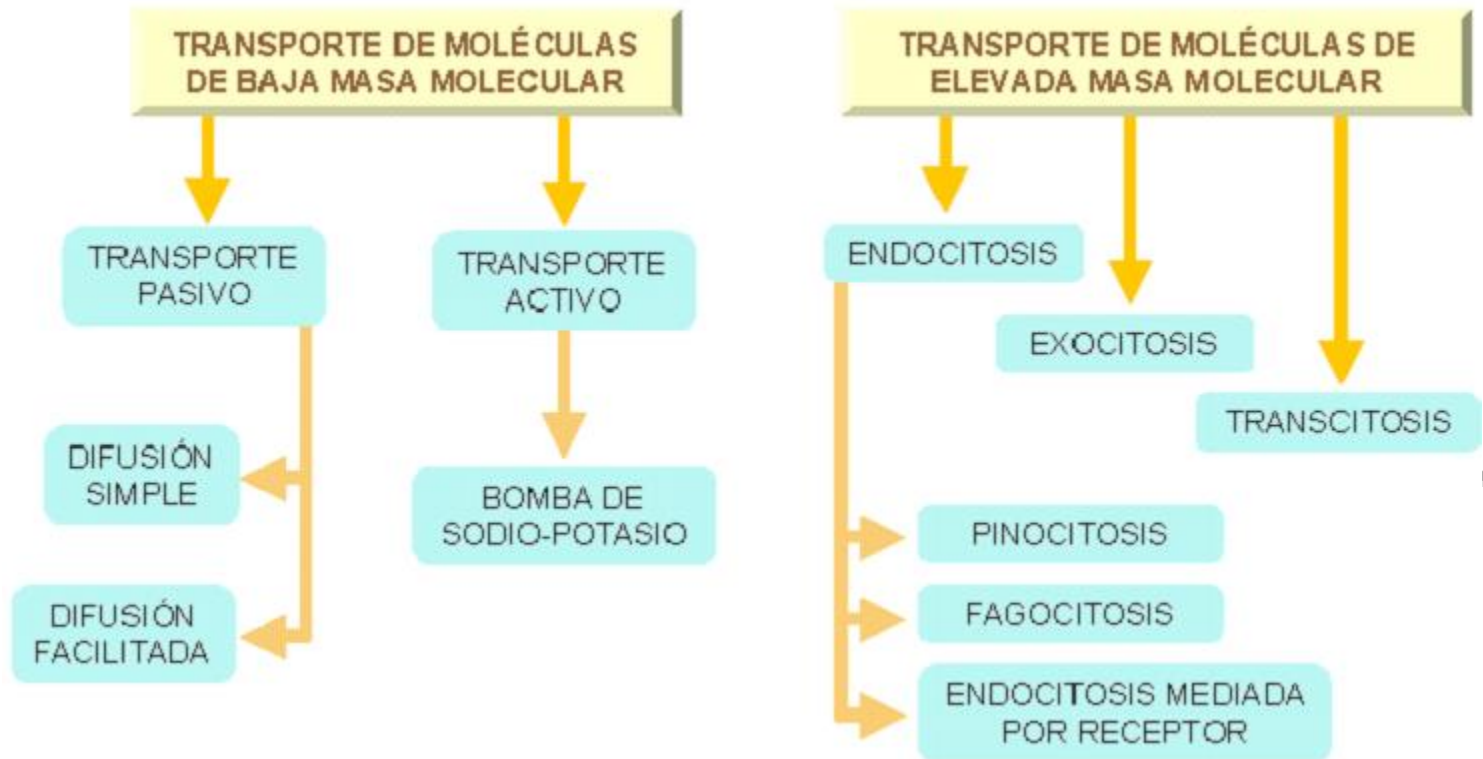 TRANSPORTE DE MOLÉCULAS
DE BAJA MASA MOLECULAR
TRANSPORTE
PASIVO
TRANSPORTE
ACTIVO
DIFUSIÓN
SIMPLE
BOMBA DE
SODIO-POTASIO
DIFUSIÓN
FACILITADA
TRANSPORTE DE MOLÉCULAS DE
ELEVADA MASA MOLECULAR
ENDOCITOSIS
EXOCITOSIS
TRANSCITOSIS
PINOCITOSIS
FAGOCITOSIS
ENDOCITOSIS MEDIADA
POR RECEPTOR